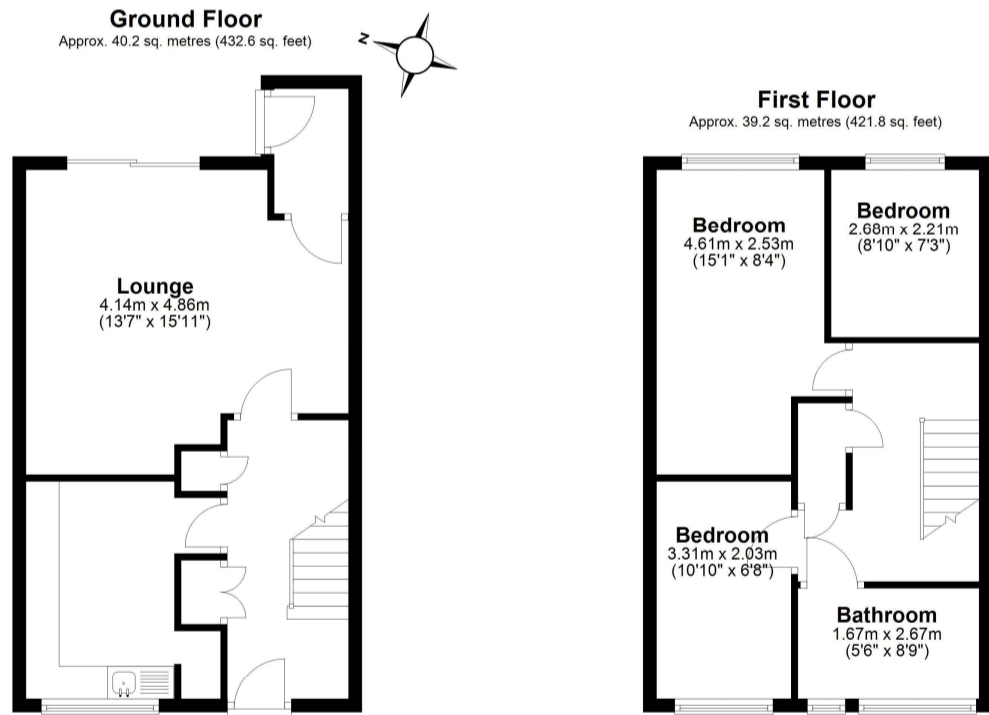 Ground Floor
Approx. 40.2 sq. metres (432.6 sq. feet)
N
Lounge
4.14m x 4.86m
(13'7" x 15'11")
First Floor
Approx. 39.2 sq. metres (421.8 sq. feet)
Bedroom
4.61m x 2.53m
(15'1" x 8'4")
Bedroom
2.68m x 2.21m
(8'10" x 7'3")
Bedroom
3.31m x 2.03m
(10'10" x 6'8")
Bathroom
1.67m x 2.67m
(5'6" x 8'9")